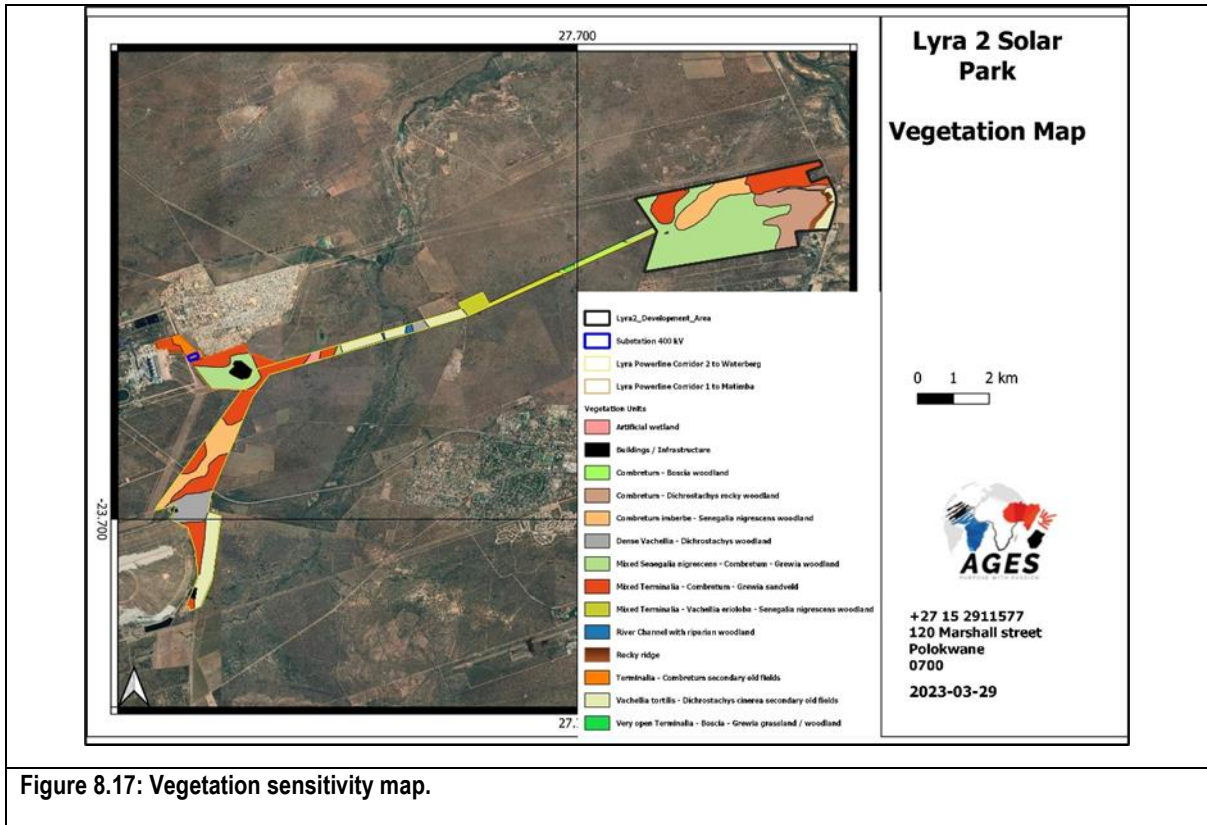 27.700
Lyra 2 Solar
Park
Vegetation Map
Lyra2_Development_Area
Substation 400 kV
Lyra Powerline Corridor 2 to Waterberg
Lyra Powerline Corridor 1 to Matimba
Vegetation Units
Artificial wetland
Buildings / Infrastructure
Combretum - Boscia woodland
Combretum - Dichrostachys rocky woodland
Combretum imberbe - Senegalia nigrescens woodland
Dense Vachellia - Dichrostachys woodland
Mixed Senegalia nigrescens - Combretum - Grewia woodland
Mixed Terminalia - Combretum - Grewia sandveld
Mixed Terminalia - Vachellia erioloba - Senegalia nigrescens woodland
River Channel with riparian woodland
Rocky ridge
Terminalia - Combretum secondary old fields
Vachellia tortilis - Dichrostachys cinerea secondary old fields
Very open Terminalia - Boscia - Grewia grassland / woodland
0 1 2 km
-23.700
27.
AGES
PURPOSE WITH PASSION
+27 15 2911577
120 Marshall street
Polokwane
0700
2023-03-29
Figure 8.17: Vegetation sensitivity map.